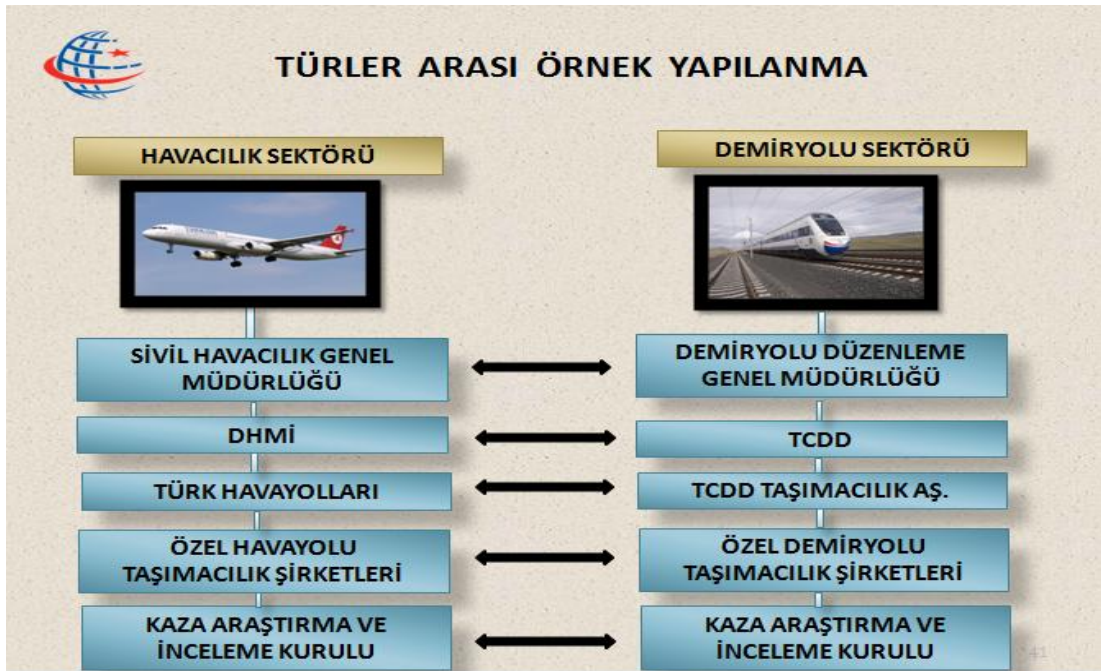 TÜRLER ARASI ÖRNEK YAPILANMA
HAVACILIK SEKTÖRÜ
SİVİL HAVACILIK GENEL
MÜDÜRLÜĞÜ
DHMİ
TÜRK HAVAYOLLARI
ÖZEL HAVAYOLU
TAŞIMACILIK ŞİRKETLERİ
KAZA ARAŞTIRMA VE
İNCELEME KURULU
DEMİRYOLU SEKTÖRÜ
DEMİRYOLU DÜZENLEME
GENEL MÜDÜRLÜĞÜ
TCDD
TCDD TAŞIMACILIK AŞ.
ÖZEL DEMİRYOLU
TAŞIMACILIK ŞİRKETLERİ
KAZA ARAŞTIRMA VE
İNCELEME KURULU
41